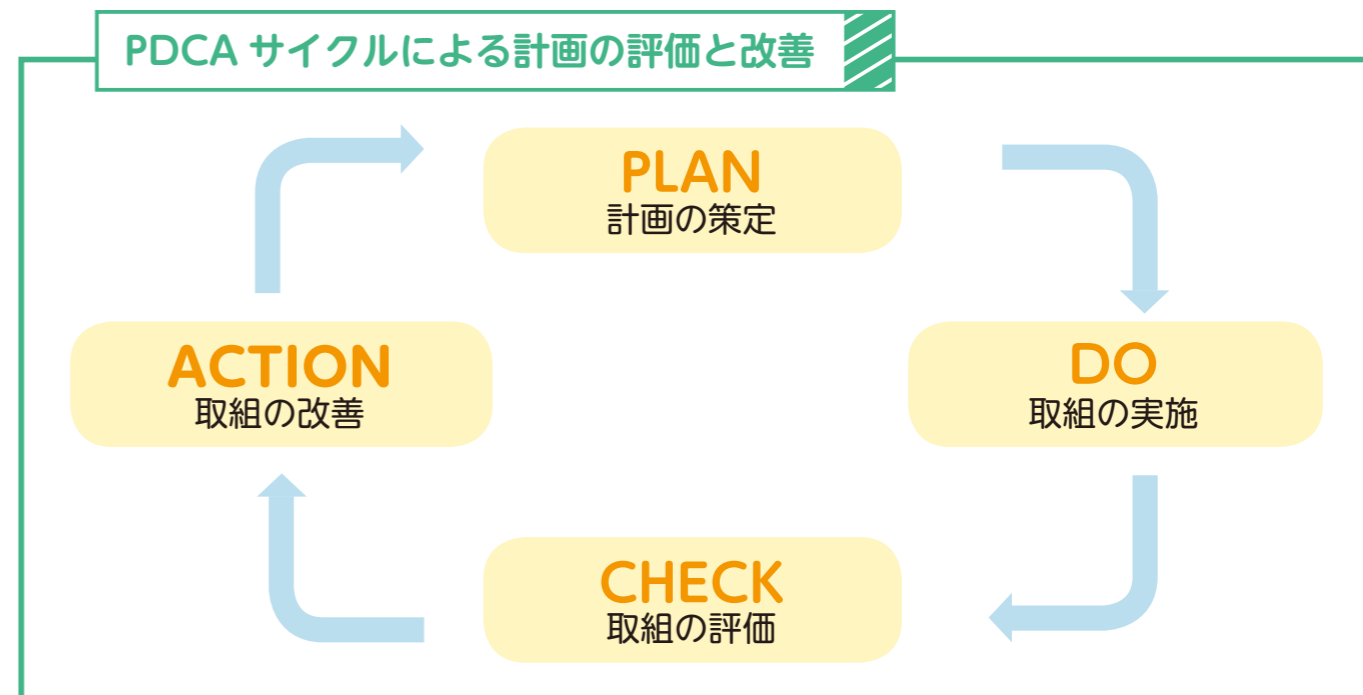 PDCA サイクルによる計画の評価と改善
PLAN
計画の策定
ACTION
取組の改善
DO
取組の実施
CHECK
取組の評価